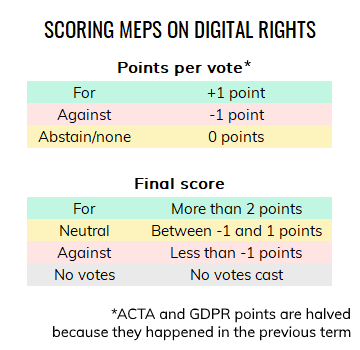 SCORING MEPS ON DIGITAL RIGHTS
Points per vote*
For +1 point
Against -1 point
Abstain/none 0 points
Final score
For More than 2 points
Neutral Between -1 and 1 points
Against Less than -1 points
No votes No votes cast
*ACTA and GDPR points are halved
because they happened in the previous term